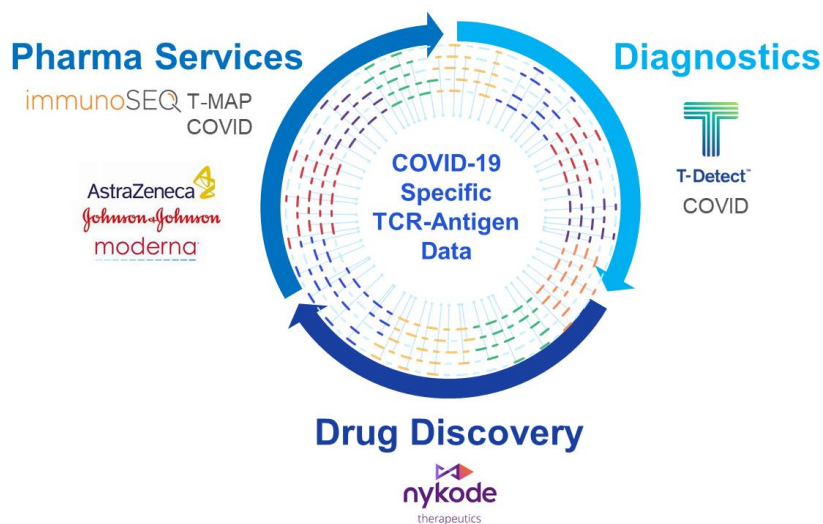 Pharma Services
immunoSEQ T-MAP
COVID
AstraZeneca
Johnson & Johnson
moderna
Diagnostics
T-Detect™
COVID
COVID-19
Specific
TCR-Antigen
Data
Drug Discovery
nykode
therapeutics